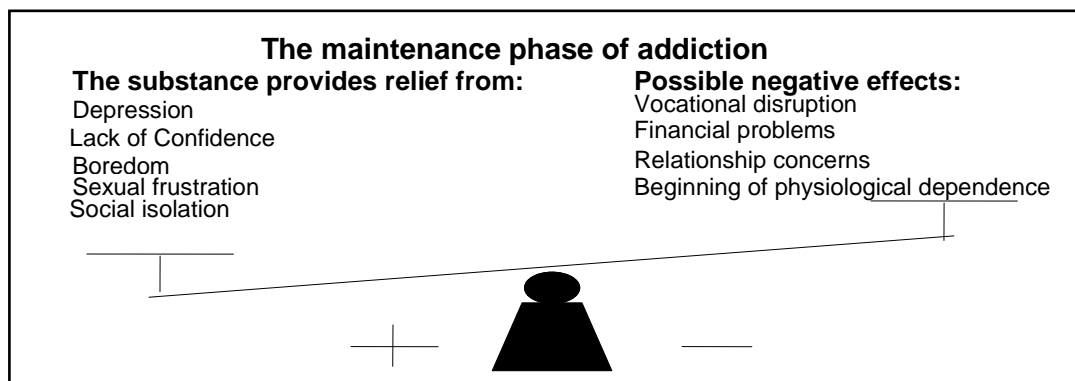 The maintenance phase of addiction
The substance provides relief from:
Depression
Lack of Confidence
Boredom
Sexual frustration
Social isolation
Possible negative effects:
Vocational disruption
Financial problems
Relationship concerns
Beginning of physiological dependence